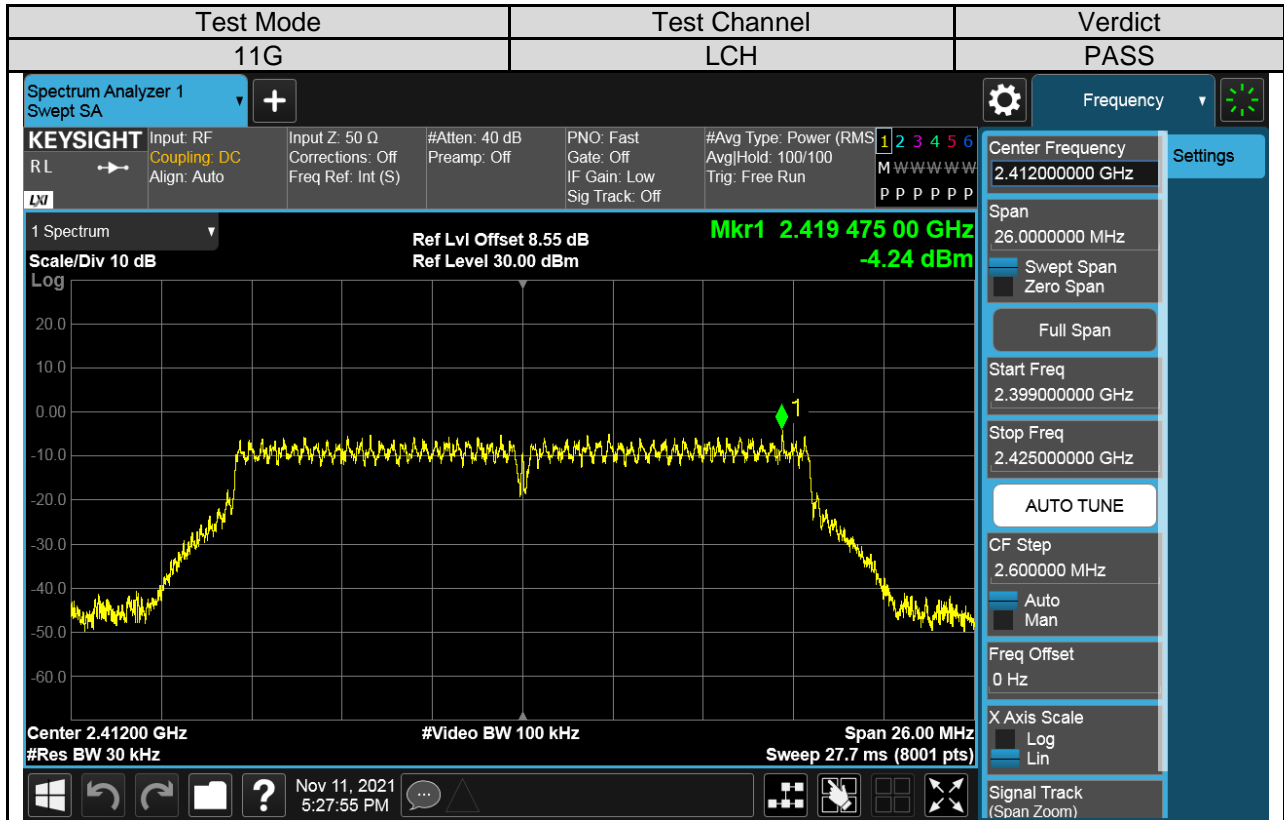 Test Mode Test Channel Verdict
11G LCH PASS
Spectrum Analyzer 1
Swept SA
Frequency
KEYSIGHT
RL
LXI
Input: RF
Coupling: DC
Align: Auto
Input Z: 50 Ω
Corrections: Off
Freq Ref: Int (S)
#Atten: 40 dB
Preamp: Off
PNO: Fast
Gate: Off
IF Gain: Low
Sig Track: Off
#Avg Type: Power (RMS
Avg|Hold: 100/100
Trig: Free Run
1 2 3 4 5 6
M W W W W W
P P P P P P
1 Spectrum
Scale/Div 10 dB
Ref Lvl Offset 8.55 dB
Ref Level 30.00 dBm
Mkr1 2.419 475 00 GHz
-4.24 dBm
Log
20.0
10.0
0.00
-10.0
-20.0
-30.0
-40.0
-50.0
-60.0
1
Center 2.41200 GHz
#Res BW 30 kHz
#Video BW 100 kHz
Span 26.00 MHz
Sweep 27.7 ms (8001 pts)
Nov 11, 2021
5:27:55 PM
Settings
Center Frequency
2.412000000 GHz
Span
26.0000000 MHz
Swept Span
Zero Span
Full Span
Start Freq
2.399000000 GHz
Stop Freq
2.425000000 GHz
AUTO TUNE
CF Step
2.600000 MHz
Auto
Man
Freq Offset
0 Hz
X Axis Scale
Log
Lin
Signal Track
(Span Zoom)